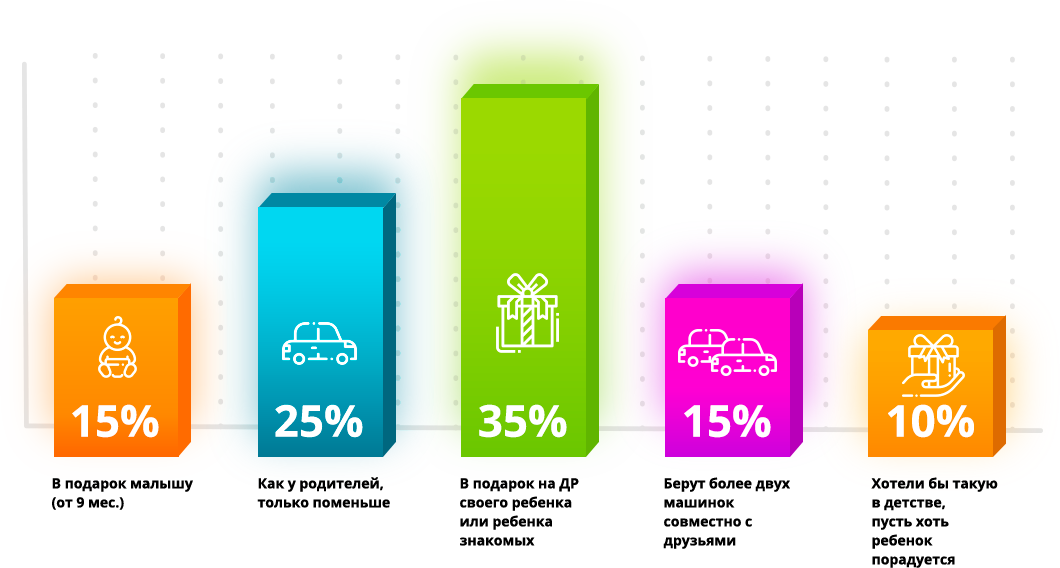 15%
25%
35%
15%
10%
В подарок малышу
(от 9 мес.)
Как у родителей,
только поменьше
В подарок на ДР
своего ребенка
или ребенка
знакомых
Берут более двух
машинок
совместно с
друзьями
Хотели бы такую
в детстве,
пусть хоть
ребенок
порадуется